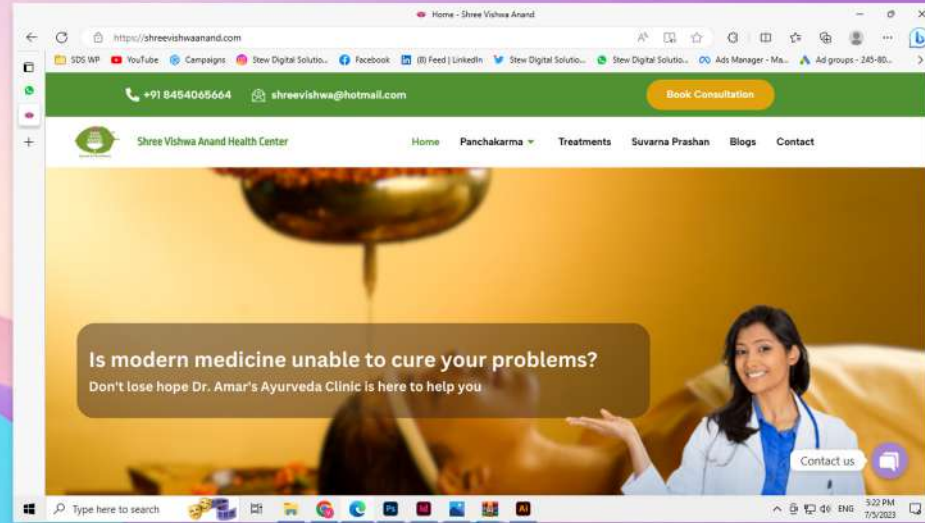 Home - Shree Vishwa Anand
https://shreevishwaanand.com
SDS WP YouTube Campaigns Stew Digital Solutio... Facebook (8) Feed | LinkedIn Stew Digital Solutio... Stew Digital Solutio... Ads Manager - Ma... Ad groups - 245-80...
+91 8454065664 shreevishwa@hotmail.com Book Consultation
Shree Vishwa Anand Health Center Home Panchakarma Treatments Suvarna Prashan Blogs Contact
Is modern medicine unable to cure your problems?
Don't lose hope Dr. Amar's Ayurveda Clinic is here to help you
Contact us
Type here to search ENG 5:22 PM
7/5/2023